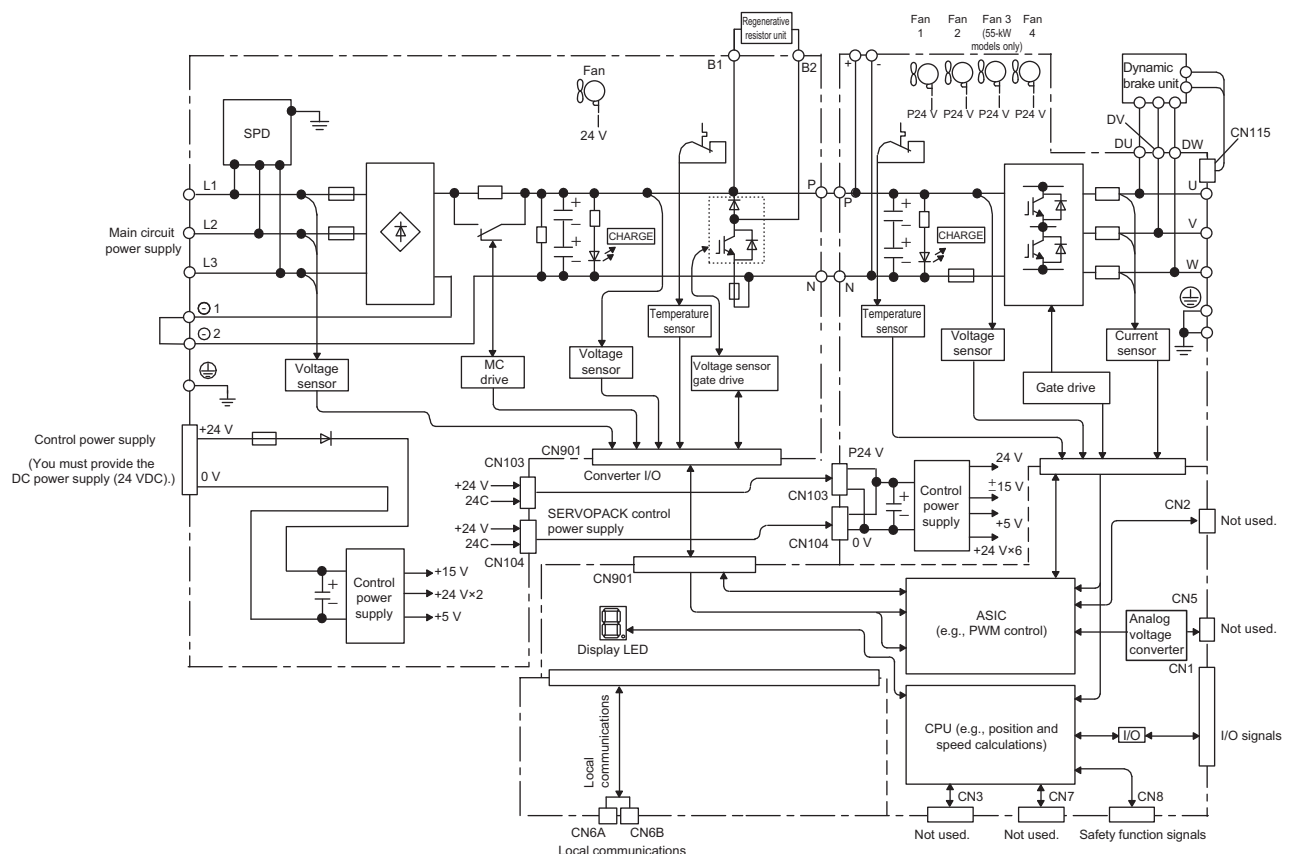 Regenerative
resistor unit
B1
B2
Fan
1
Fan
2
Fan 3
(55-kW
models only)
Fan
4
+
-
Fan
24 V
P24 V
P24 V
P24 V
P24 V
Dynamic
brake unit
DV
DU
DW
CN115
SPD
L1
L2
L3
Main circuit
power supply
1
2
+
-
+
-
CHARGE
P
N
P
N
+
-
+
-
CHARGE
U
V
W
Voltage
sensor
MC
drive
Voltage
sensor
Temperature
sensor
Voltage sensor
gate drive
Temperature
sensor
Voltage
sensor
Gate drive
Current
sensor
Control power supply
(You must provide the
DC power supply (24 VDC).)
+24 V
0 V
+
-
Control
power
supply
+15 V
+24 V×2
+5 V
CN901
Converter I/O
CN103
+24 V
24C
SERVOPACK control
power supply
+24 V
24C
CN104
P24 V
CN103
CN104
0 V
+
-
Control
power
supply
24 V
±15 V
+5 V
+24 V×6
CN901
Display LED
ASIC
(e.g., PWM control)
CPU (e.g., position and
speed calculations)
Analog
voltage
converter
I/O
CN2
Not used.
CN5
Not used.
CN1
I/O signals
Local
communications
CN6A
CN6B
Local communications
CN3
Not used.
CN7
Not used.
CN8
Safety function signals